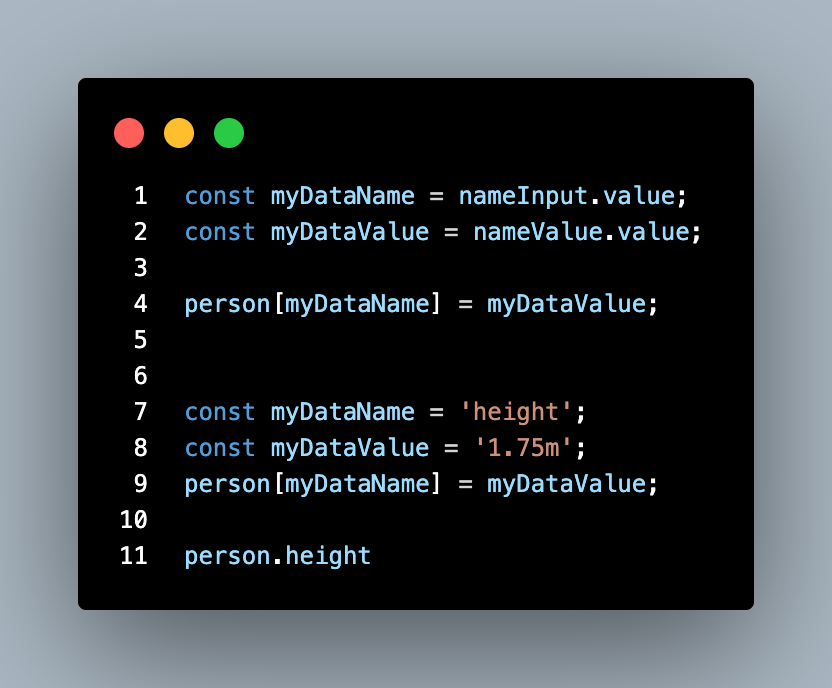 1 const myDataName = nameInput.value;
2 const myDataValue = nameValue.value;
3
4 person[myDataName] = myDataValue;
5
6
7 const myDataName = 'height';
8 const myDataValue = '1.75m';
9 person[myDataName] = myDataValue;
10
11 person.height